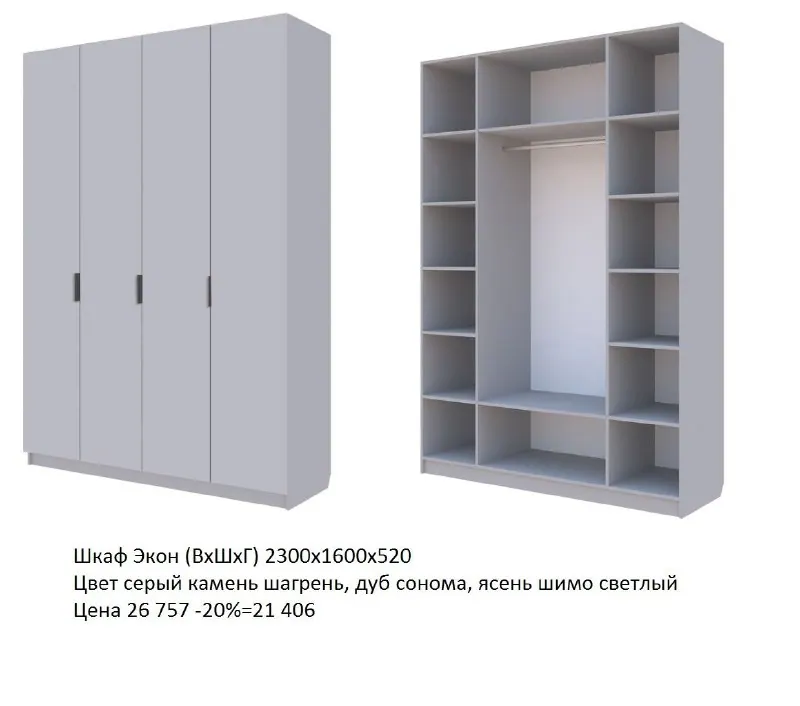 Шкаф Экон (ВхШхГ) 2300х1600х520
Цвет серый камень шагрень, дуб сонома, ясень шимо светлый
Цена 26 757 -20%=21 406